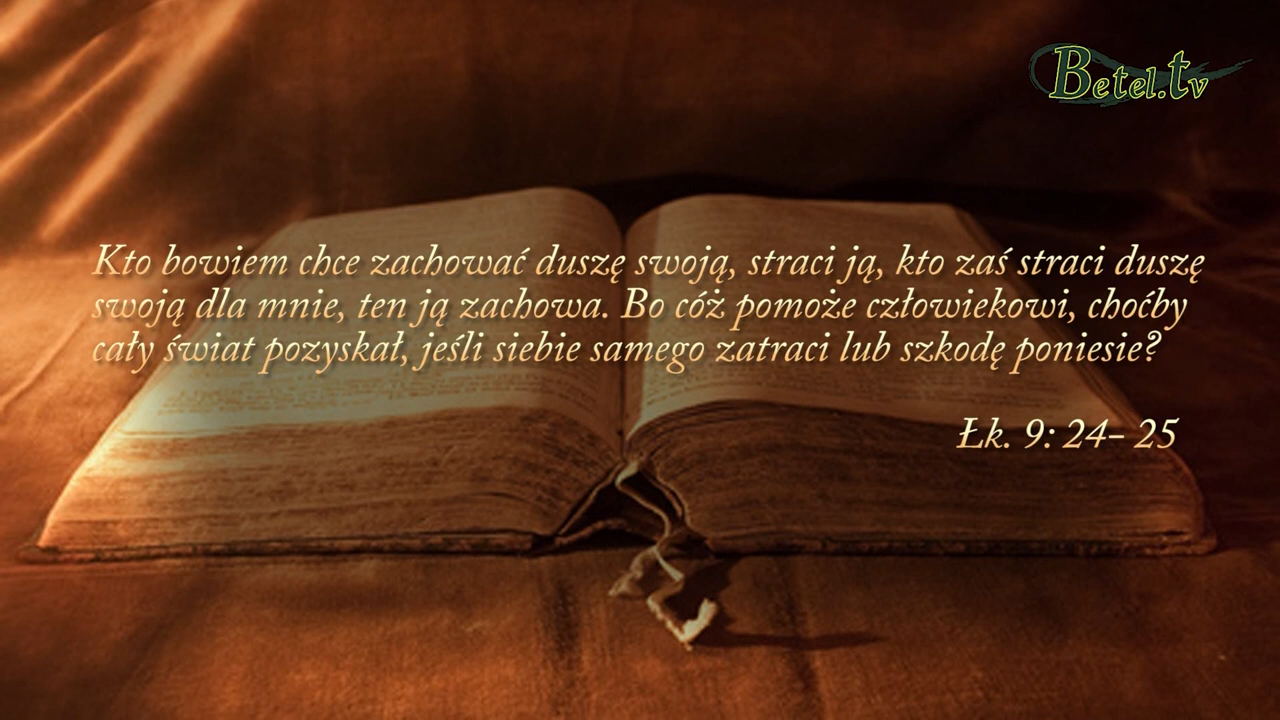 Betel.tv
Kto bowiem chce zachować duszę swoją, straci ją, kto zaś straci duszę
swoją dla mnie, ten ją zachowa. Bo cóż pomoże człowiekowi, choćby
cały świat pozyskał, jeśli siebie samego zatraci lub szkodę poniesie?
Łk. 9: 24- 25